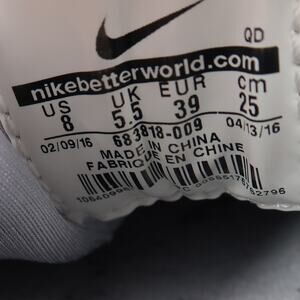 QD
nikebetterworld.com
US UK EUR cm
8 5.5 39 25
02/09/16 04/13/16
683818-009
MADE IN CHINA
FABRIQUE EN CHINE